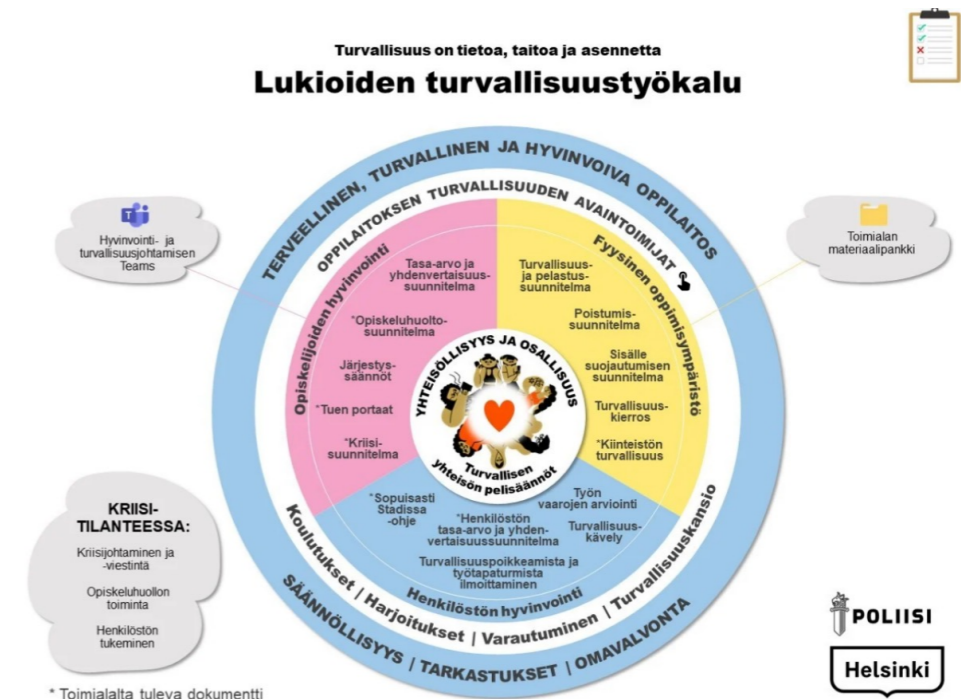 Turvallisuus on tietoa, taitoa ja asennetta
Lukioiden turvallisuustyökalu
TERVEELLINEN, TURVALLINEN JA HYVINVOIVA OPPILAITOS
OPPILAITOKSEN TURVALLISUUDEN AVAINTOIMIJAT
Hyvinvointi- ja
turvallisuusjohtamisen
Teams
Toimialan
materiaalipankki
Opiskelijoiden hyvinvointi
Tasa-arvo ja
yhdenvertaisuus-
suunnitelma
*Opiskeluhuolto-
suunnitelma
Järjestys-
säännöt
*Tuen portaat
*Kriisi-
suunnitelma
Fyysinen oppimisympäristö
Turvallisuus-
ja pelastus-
suunnitelma
Poistumis-
suunnitelma
Sisälle
suojautumisen
suunnitelma
Turvallisuus-
kierros
*Kiinteistön
turvallisuus
YHTEISÖLLISYYS JA OSALLISUUS
Turvallisen
yhteisön pelisäännöt
*Sopuisasti
Stadissa
-ohje
*Henkilöstön
tasa-arvo ja yhden-
vertaisuussuunnitelma
Työn
vaarojen arviointi
Turvallisuus-
kävely
Turvallisuuspoikkeamista ja
työtapaturmista
ilmoittaminen
Henkilöstön hyvinvointi
Koulutukset | Harjoitukset | Varautuminen | Turvallisuuskansio
SÄÄNNÖLLISYYS | TARKASTUKSET | OMAVALVONTA
KRIISI-
TILANTEESSA:
Kriisijohtaminen ja
-viestintä
Opiskeluhuollon
toiminta
Henkilöstön
tukeminen
* Toimialalta tuleva dokumentti
POLIISI
Helsinki